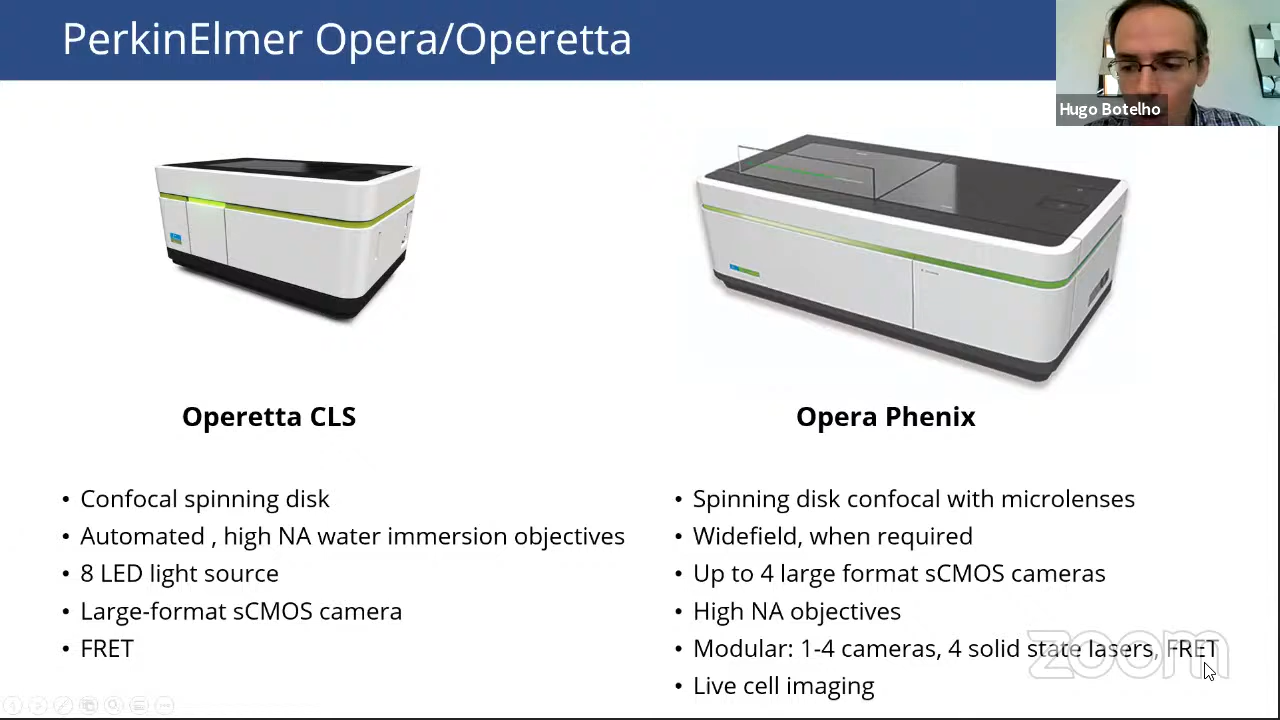 PerkinElmer Opera/Operetta
Hugo Botelho
Operetta CLS
• Confocal spinning disk
• Automated , high NA water immersion objectives
• 8 LED light source
• Large-format sCMOS camera
• FRET
Opera Phenix
• Spinning disk confocal with microlenses
• Widefield, when required
• Up to 4 large format sCMOS cameras
• High NA objectives
• Modular: 1-4 cameras, 4 solid state lasers, FRET
• Live cell imaging
zoom